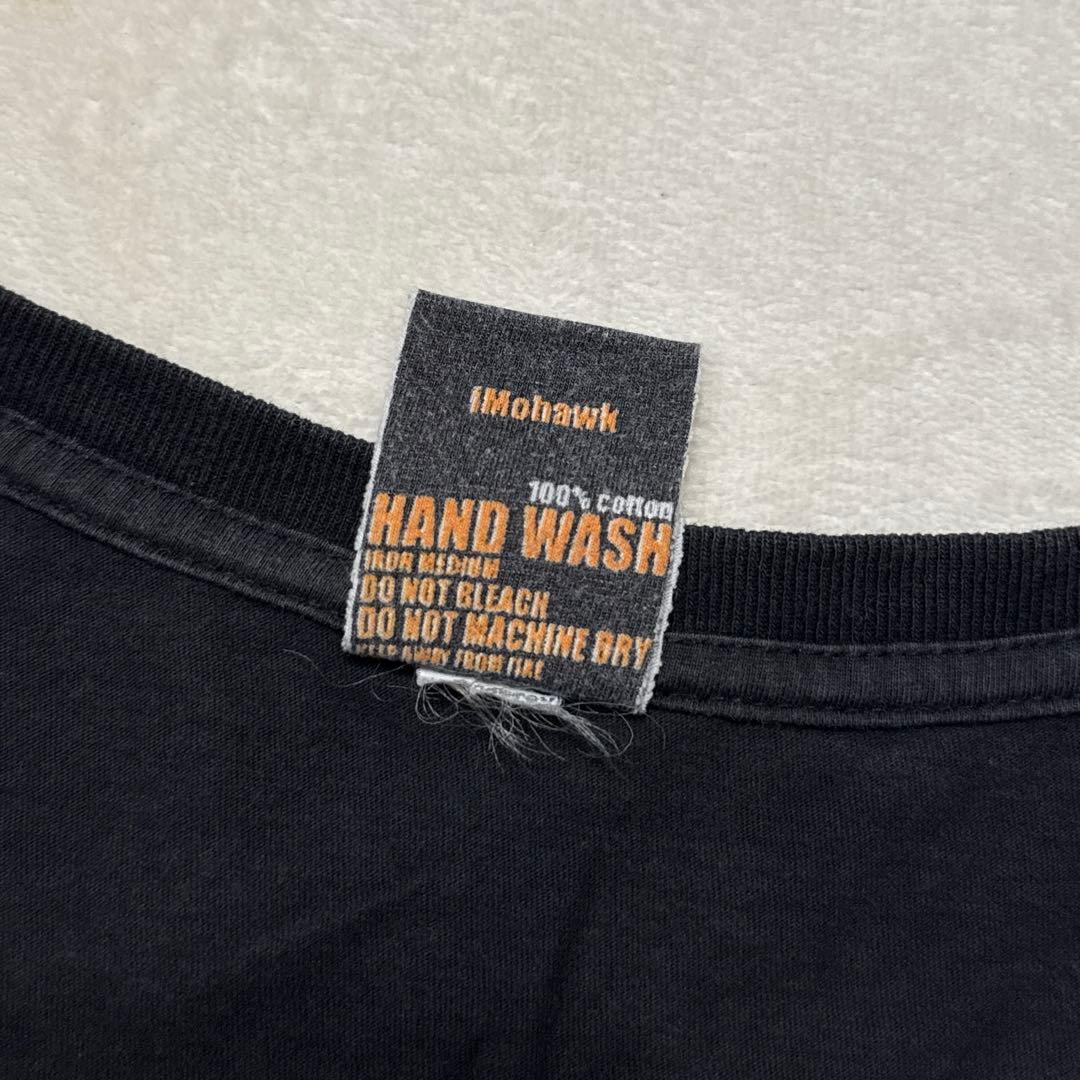 iMohawk
100% cotton
HAND WASH
IRON MEDIUM
DO NOT BLEACH
DO NOT MACHINE DRY
KEEP AWAY FROM FIRE